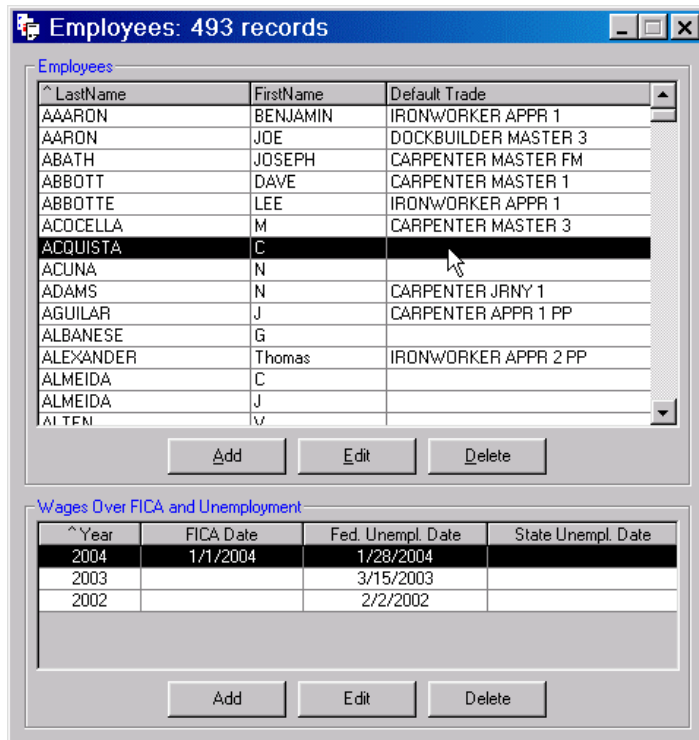 Employees: 493 records
Employees
^ LastName FirstName Default Trade
AAARON BENJAMIN IRONWORKER APPR 1
AARON JOE DOCKBUILDER MASTER 3
ABATH JOSEPH CARPENTER MASTER FM
ABBOTT DAVE CARPENTER MASTER 1
ABBOTTE LEE IRONWORKER APPR 1
ACOCELLA M CARPENTER MASTER 3
ACQUISTA C
ACUNA N
ADAMS N CARPENTER JRNY 1
AGUILAR J CARPENTER APPR 1 PP
ALBANESE G
ALEXANDER Thomas IRONWORKER APPR 2 PP
ALMEIDA C
ALMEIDA J
ALTEN V
Add Edit Delete
Wages Over FICA and Unemployment
^ Year FICA Date Fed. Unempl. Date State Unempl. Date
2004 1/1/2004 1/28/2004
2003 3/15/2003
2002 2/2/2002
Add Edit Delete